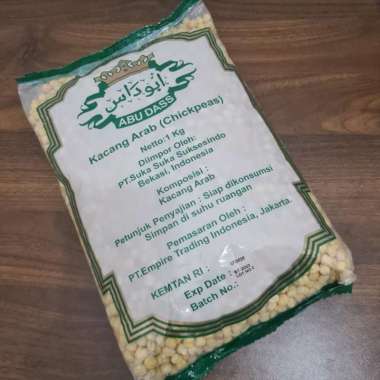 أبو داس
ABU DASS
Kacang Arab (Chickpeas)
Netto:1 Kg
Diimpor Oleh:
PT.Suka Suka Suksesindo
Bekasi, Indonesia
Komposisi :
Kacang Arab
Petunjuk Penyajian : Siap dikonsumsi
Simpan di suhu ruangan
Pemasaran Oleh :
PT.Empire Trading Indonesia, Jakarta.
KEMTAN RI :
Exp Date :
Batch No.: